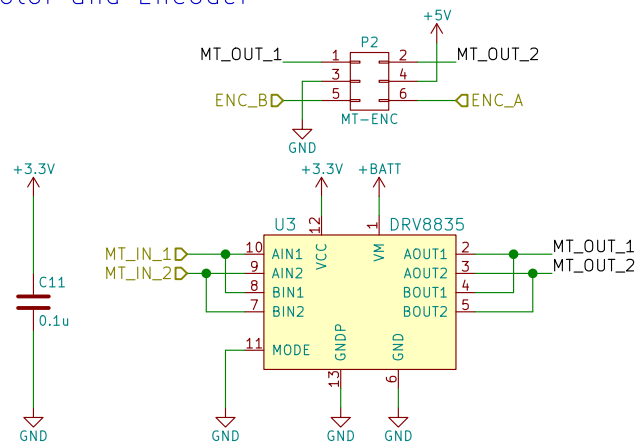 otor and Encoder
+5V
P2
MT_OUT_1 1 2 MT_OUT_2
3 4
ENC_B 5 6 ENC_A
MT-ENC
GND
+3.3V +3.3V +BATT
12 1
U3 DRV8835
VCC VM
MT_IN_1 10 AIN1 AOUT1 2 MT_OUT_1
MT_IN_2 9 AIN2 AOUT2 3 MT_OUT_2
C11 8 BIN1 BOUT1 4
0.1u 7 BIN2 BOUT2 5
11 MODE
GNDP GND
13 6
GND GND GND GND